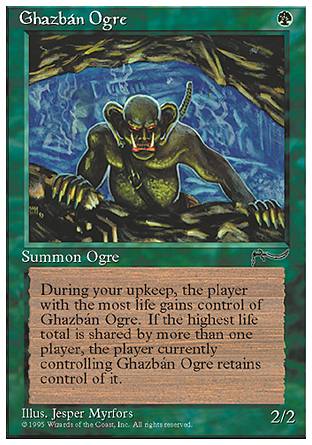 Ghazbán Ogre
Summon Ogre
During your upkeep, the player
with the most life gains control of
Ghazbán Ogre. If the highest life
total is shared by more than one
player, the player currently
controlling Ghazbán Ogre retains
control of it.
Illus. Jesper Myrfors
©1995 Wizards of the Coast, Inc. All rights reserved.
2/2